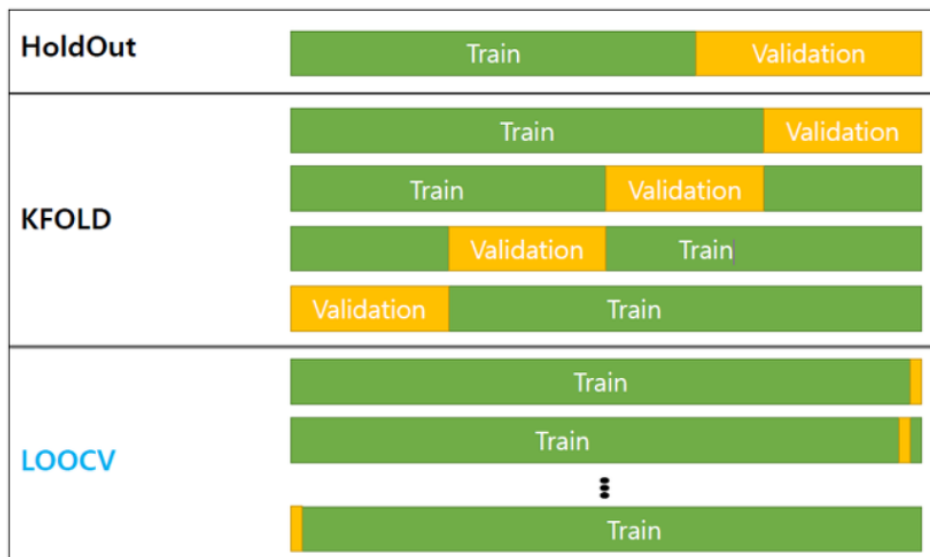 HoldOut
Train Validation
KFOLD
Train Validation
Train Validation
Validation Train
Validation Train
LOOCV
Train
Train
Train